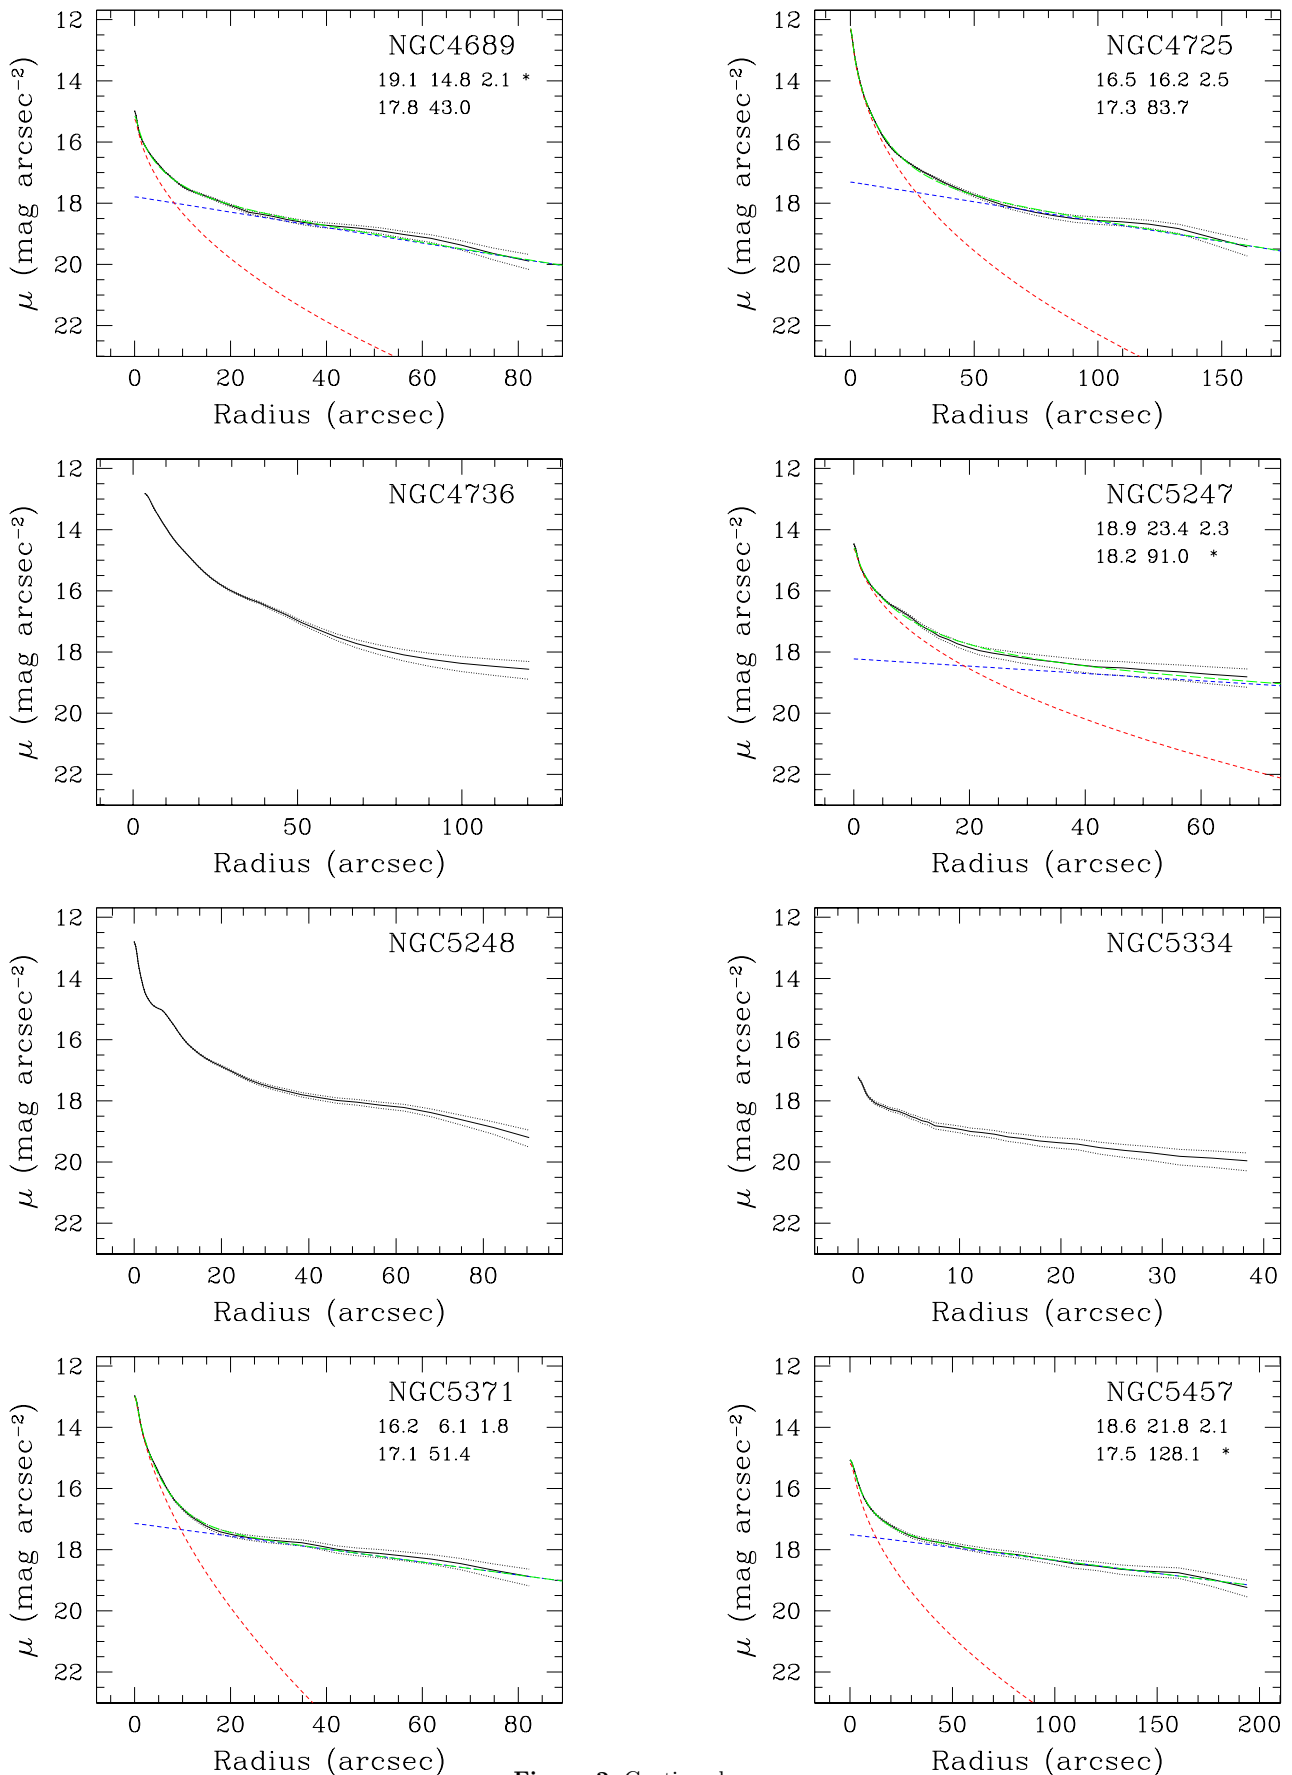 NGC4689
19.1 14.8 2.1 *
17.8 43.0
12
14
16
18
20
22
μ (mag arcsec⁻²)
0 20 40 60 80
Radius (arcsec)
NGC4725
16.5 16.2 2.5
17.3 83.7
12
14
16
18
20
22
μ (mag arcsec⁻²)
0 50 100 150
Radius (arcsec)
NGC4736
12
14
16
18
20
22
μ (mag arcsec⁻²)
0 50 100
Radius (arcsec)
NGC5247
18.9 23.4 2.3
18.2 91.0 *
12
14
16
18
20
22
μ (mag arcsec⁻²)
0 20 40 60
Radius (arcsec)
NGC5248
12
14
16
18
20
22
μ (mag arcsec⁻²)
0 20 40 60 80
Radius (arcsec)
NGC5334
12
14
16
18
20
22
μ (mag arcsec⁻²)
0 10 20 30 40
Radius (arcsec)
NGC5371
16.2 6.1 1.8
17.1 51.4
12
14
16
18
20
22
μ (mag arcsec⁻²)
0 20 40 60 80
Radius (arcsec)
NGC5457
18.6 21.8 2.1
17.5 128.1 *
12
14
16
18
20
22
μ (mag arcsec⁻²)
0 50 100 150 200
Radius (arcsec)